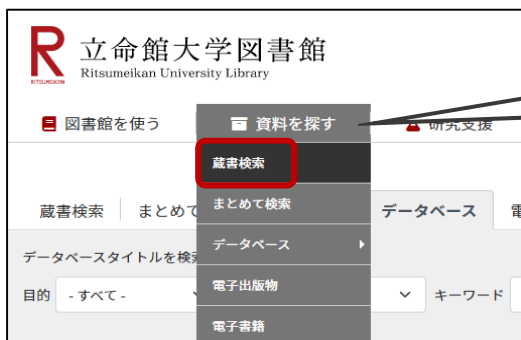 R
RITSUMEIKAN
立命館大学図書館
Ritsumeikan University Library
図書館を使う 資料を探す 研究支援
蔵書検索
まとめて検索
データベース
電子出版物
電子書籍
蔵書検索 まとめて データベース 電
データベースタイトルを検索
目的 - すべて - キーワード